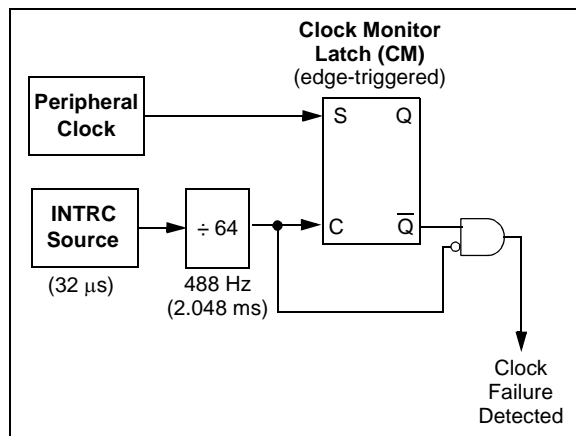 Clock Monitor
Latch (CM)
(edge-triggered)
Peripheral
Clock
S
Q
INTRC
Source
÷ 64
C
Q̅
(32 μs)
488 Hz
(2.048 ms)
Clock
Failure
Detected